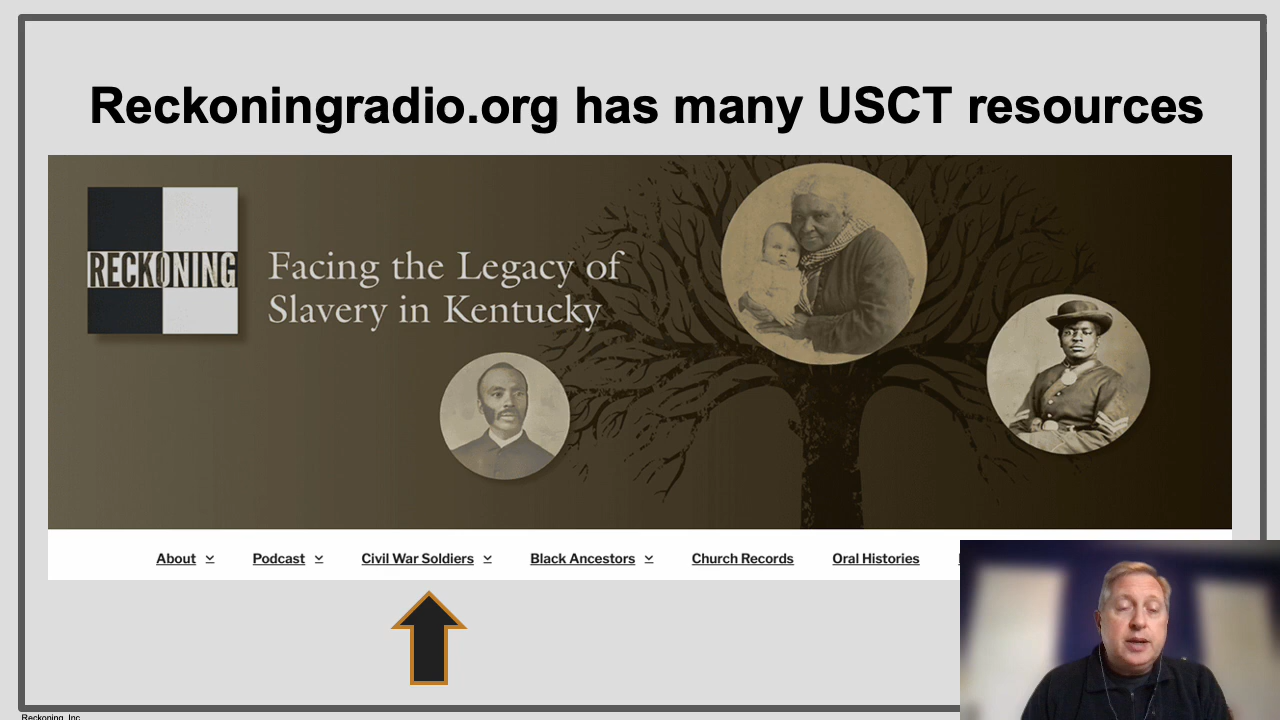 Reckoningradio.org has many USCT resources
RECKONING
Facing the Legacy of
Slavery in Kentucky
About Podcast Civil War Soldiers Black Ancestors Church Records Oral Histories
Reckoning, Inc.